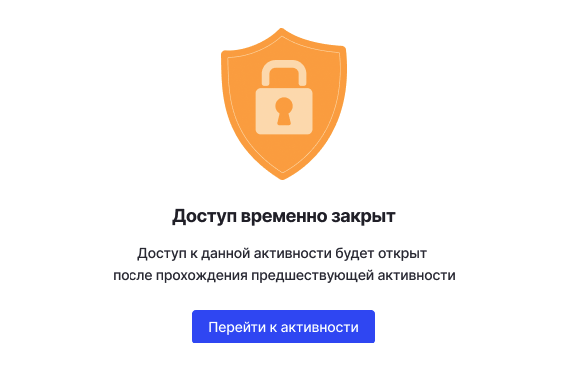 Доступ временно закрыт
Доступ к данной активности будет открыт
после прохождения предшествующей активности
Перейти к активности